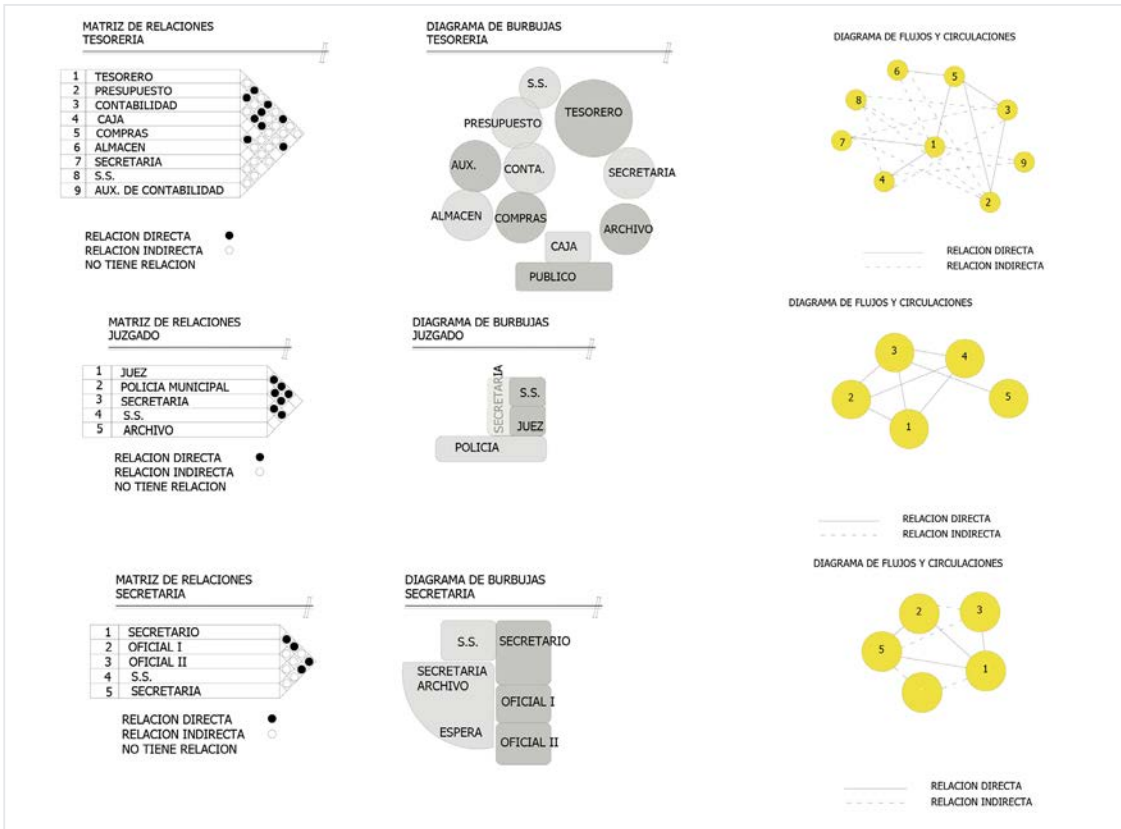 MATRIZ DE RELACIONES
TESORERIA
1 TESORERO
2 PRESUPUESTO
3 CONTABILIDAD
4 CAJA
5 COMPRAS
6 ALMACEN
7 SECRETARIA
8 S.S.
9 AUX. DE CONTABILIDAD
RELACION DIRECTA
RELACION INDIRECTA
NO TIENE RELACION
DIAGRAMA DE BURBUJAS
TESORERIA
S.S.
TESORERO
PRESUPUESTO
AUX.
CONTA.
SECRETARIA
ALMACEN
COMPRAS
ARCHIVO
CAJA
PUBLICO
DIAGRAMA DE FLUJOS Y CIRCULACIONES
6
5
8
3
7
1
9
4
2
RELACION DIRECTA
RELACION INDIRECTA
MATRIZ DE RELACIONES
JUZGADO
1 JUEZ
2 POLICIA MUNICIPAL
3 SECRETARIA
4 S.S.
5 ARCHIVO
RELACION DIRECTA
RELACION INDIRECTA
NO TIENE RELACION
DIAGRAMA DE BURBUJAS
JUZGADO
SECRETARIA
S.S.
JUEZ
POLICIA
DIAGRAMA DE FLUJOS Y CIRCULACIONES
3
4
2
5
1
RELACION DIRECTA
RELACION INDIRECTA
MATRIZ DE RELACIONES
SECRETARIA
1 SECRETARIO
2 OFICIAL I
3 OFICIAL II
4 S.S.
5 SECRETARIA
RELACION DIRECTA
RELACION INDIRECTA
NO TIENE RELACION
DIAGRAMA DE BURBUJAS
SECRETARIA
S.S.
SECRETARIO
SECRETARIA
ARCHIVO
OFICIAL I
ESPERA
OFICIAL II
DIAGRAMA DE FLUJOS Y CIRCULACIONES
2
3
5
1
RELACION DIRECTA
RELACION INDIRECTA